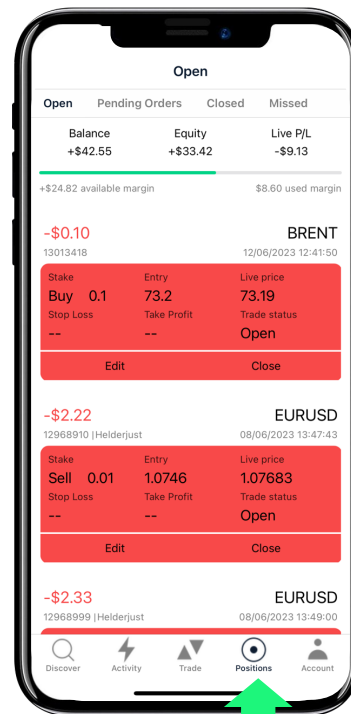 Open
Open Pending Orders Closed Missed
Balance Equity Live P/L
+$42.55 +$33.42 -$9.13
+$24.82 available margin $8.60 used margin
-$0.10 BRENT
13013418 12/06/2023 12:41:50
Stake Entry Live price
Buy 0.1 73.2 73.19
Stop Loss Take Profit Trade status
-- -- Open
Edit Close
-$2.22 EURUSD
12968910 |Helderjust 08/06/2023 13:47:43
Stake Entry Live price
Sell 0.01 1.0746 1.07683
Stop Loss Take Profit Trade status
-- -- Open
Edit Close
-$2.33 EURUSD
12968999 |Helderjust 08/06/2023 13:49:00
Discover Activity Trade Positions Account